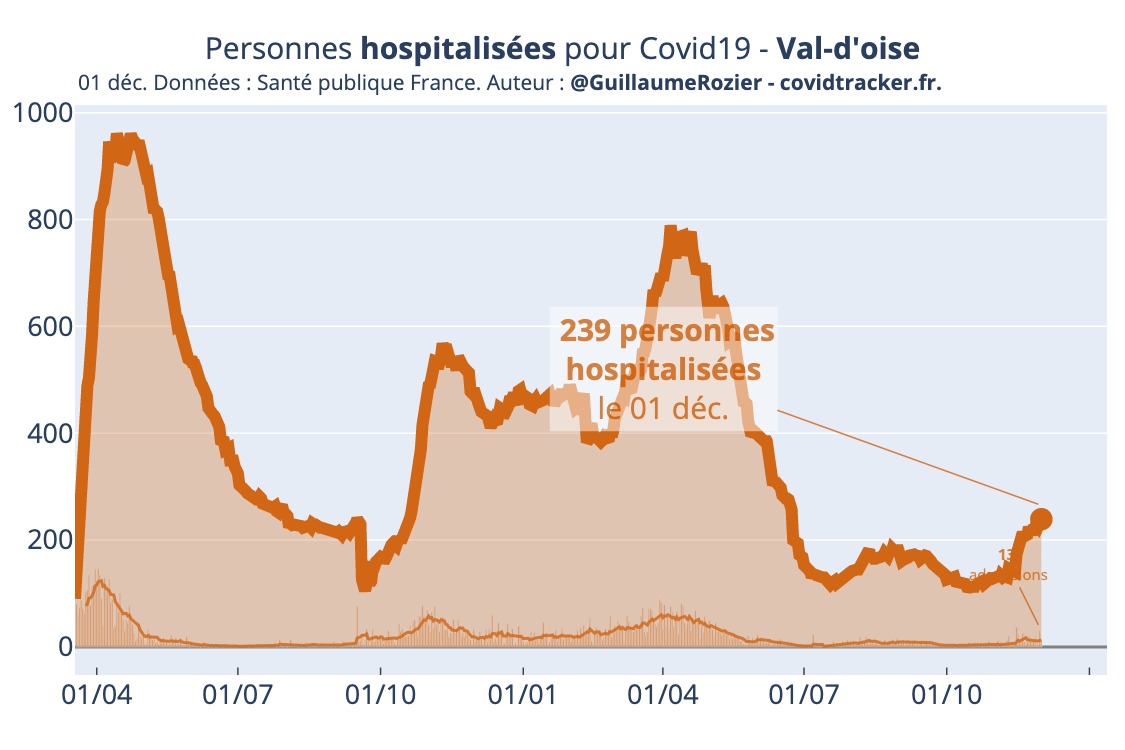 Personnes hospitalisées pour Covid19 - Val-d'oise
01 déc. Données : Santé publique France. Auteur : @GuillaumeRozier - covidtracker.fr.
1000
800
600
400
200
0
239 personnes
hospitalisées
le 01 déc.
01/04
01/07
01/10
01/01
01/04
01/07
01/10